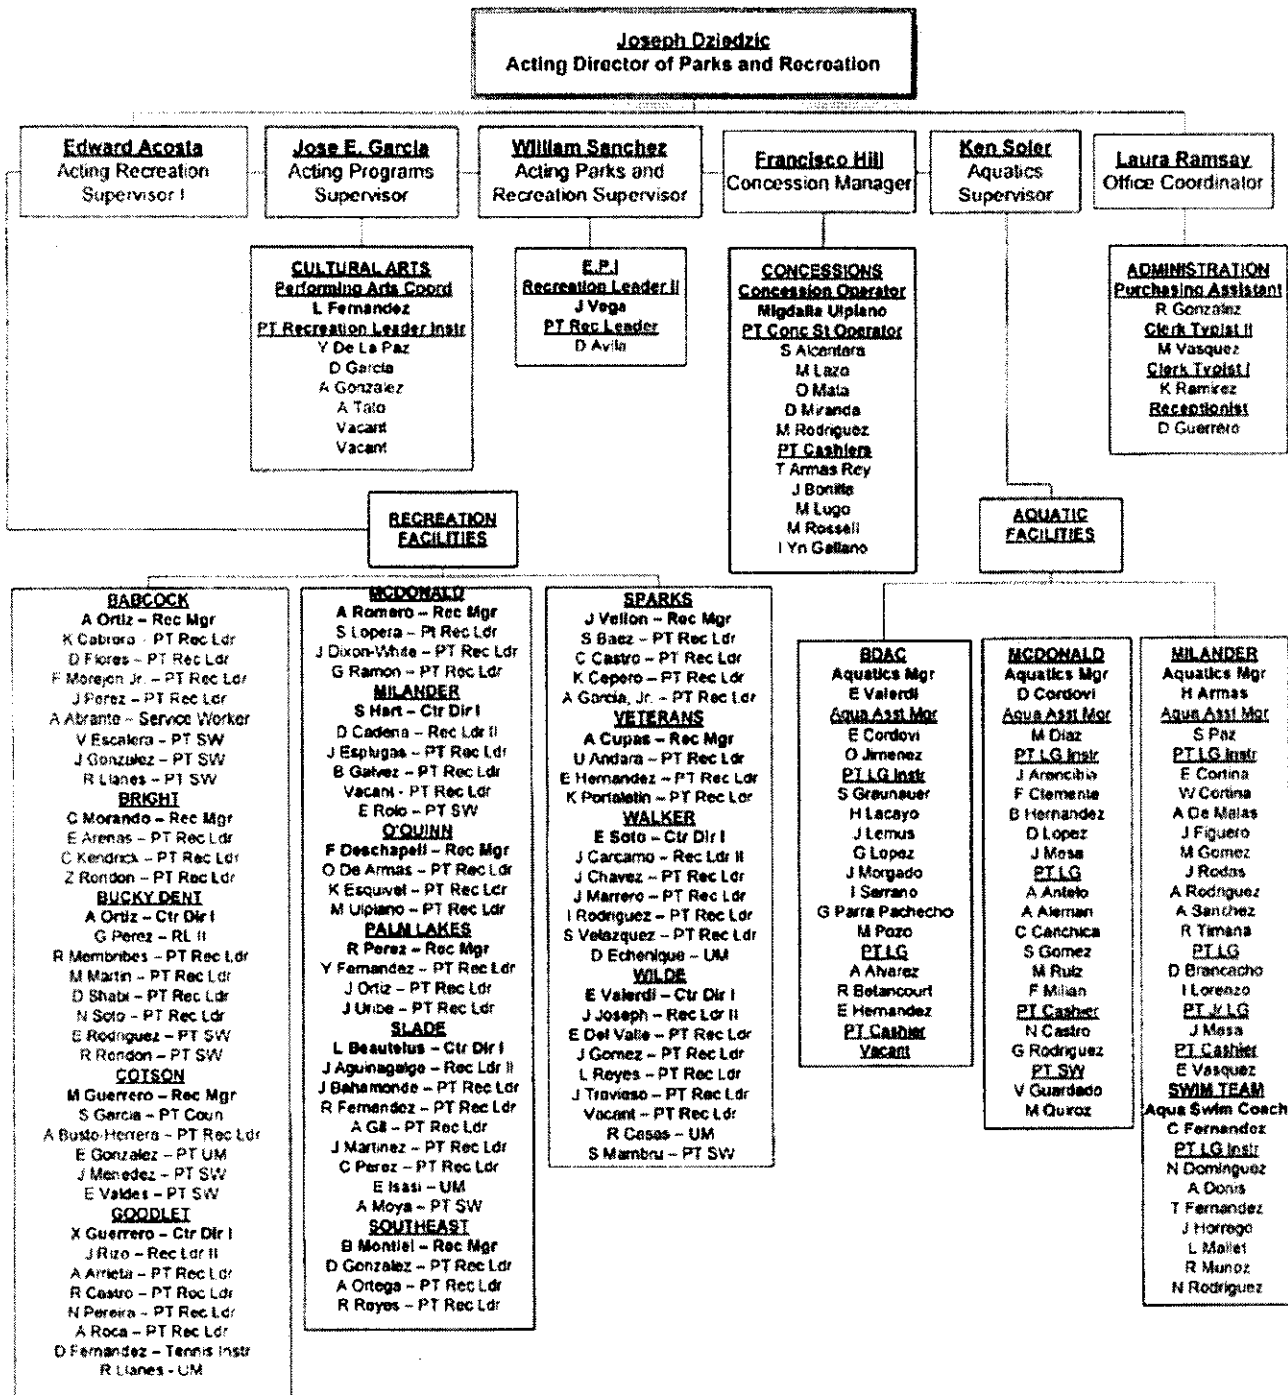 Joseph Dziedzic
Acting Director of Parks and Recreation
Edward Acosta
Acting Recreation
Supervisor I
Jose E. Garcia
Acting Programs
Supervisor
William Sanchez
Acting Parks and
Recreation Supervisor
Francisco Hill
Concession Manager
Ken Soler
Aquatics
Supervisor
Laura Ramsay
Office Coordinator
CULTURAL ARTS
Performing Arts Coord
L Fernandez
PT Recreation Leader Instr
Y De La Paz
D Garcia
A Gonzalez
A Tato
Vacant
Vacant
E.P.I
Recreation Leader II
J Vega
PT Rec Leader
D Avila
CONCESSIONS
Concession Operator
Migdalia Ulpiano
PT Conc St Operator
S Alcantara
M Lazo
O Mata
D Miranda
M Rodriguez
PT Cashiers
T Armas Rey
J Bonilla
M Lugo
M Rossell
I Yn Galiano
ADMINISTRATION
Purchasing Assistant
R Gonzalez
Clerk Typist II
M Vasquez
Clerk Typist I
K Ramirez
Receptionist
D Guerrero
RECREATION
FACILITIES
AQUATIC
FACILITIES
BABCOCK
A Ortiz – Rec Mgr
K Cabrera - PT Rec Ldr
D Flores – PT Rec Ldr
F Morejon Jr. – PT Rec Ldr
J Perez – PT Rec Ldr
A Abrante – Service Worker
V Escalera – PT SW
J Gonzalez – PT SW
R Llanes – PT SW
BRIGHT
C Morando – Rec Mgr
E Arenas – PT Rec Ldr
C Kendrick – PT Rec Ldr
Z Rondon – PT Rec Ldr
BUCKY DENT
A Ortiz – Ctr Dir I
G Perez – RL II
R Membribes – PT Rec Ldr
M Martin – PT Rec Ldr
D Shabi – PT Rec Ldr
N Soto – PT Rec Ldr
E Rodriguez – PT SW
R Rondon – PT SW
COTSON
M Guerrero – Rec Mgr
S Garcia – PT Coun
A Busto-Herrera – PT Rec Ldr
E Gonzalez – PT UM
J Menedez – PT SW
E Valdes – PT SW
GOODLET
X Guerrero – Ctr Dir I
J Rizo – Rec Ldr II
A Arrieta – PT Rec Ldr
R Castro – PT Rec Ldr
N Pereira – PT Rec Ldr
A Roca – PT Rec Ldr
D Fernandez – Tennis Instr
R Llanes - UM
MCDONALD
A Romero – Rec Mgr
S Lopera – Pt Rec Ldr
J Dixon-White – PT Rec Ldr
G Ramon – PT Rec Ldr
MILANDER
S Hart – Ctr Dir I
D Cadena – Rec Ldr II
J Esplugas – PT Rec Ldr
B Galvez – PT Rec Ldr
Vacant - PT Rec Ldr
E Rolo – PT SW
O'QUINN
F Deschapell – Rec Mgr
O De Armas – PT Rec Ldr
K Esquivel – PT Rec Ldr
M Ulpiano – PT Rec Ldr
PALM LAKES
R Perez – Rec Mgr
Y Fernandez – PT Rec Ldr
J Ortiz – PT Rec Ldr
J Uribe – PT Rec Ldr
SLADE
L Beautelus – Ctr Dir I
J Aguinagalge – Rec Ldr II
J Bahamonde – PT Rec Ldr
R Fernandez – PT Rec Ldr
A Gil – PT Rec Ldr
J Martinez – PT Rec Ldr
C Perez – PT Rec Ldr
E Isasi – UM
A Moya – PT SW
SOUTHEAST
B Montiel – Rec Mgr
D Gonzalez – PT Rec Ldr
A Ortega – PT Rec Ldr
R Reyes – PT Rec Ldr
SPARKS
J Vellon – Rec Mgr
S Baez – PT Rec Ldr
C Castro – PT Rec Ldr
K Cepero – PT Rec Ldr
A Garcia, Jr. – PT Rec Ldr
VETERANS
A Cupas – Rec Mgr
U Andara – PT Rec Ldr
E Hernandez – PT Rec Ldr
K Portalatin – PT Rec Ldr
WALKER
E Soto – Ctr Dir I
J Carcamo – Rec Ldr II
J Chavez – PT Rec Ldr
J Marrero – PT Rec Ldr
I Rodriguez – PT Rec Ldr
S Velazquez – PT Rec Ldr
D Echenique – UM
WILDE
E Valerdi – Ctr Dir I
J Joseph – Rec Ldr II
E Del Valle – PT Rec Ldr
J Gomez – PT Rec Ldr
L Reyes – PT Rec Ldr
J Travioso – PT Rec Ldr
Vacant – PT Rec Ldr
R Casas – UM
S Mambru – PT SW
BDAC
Aquatics Mgr
E Valerdi
Aqua Asst Mgr
E Cordovi
O Jimenez
PT LG Instr
S Graunauer
H Lacayo
J Lemus
G Lopez
J Morgado
I Serrano
G Parra Pachecho
M Pozo
PT LG
A Alvarez
R Betancourt
E Hernandez
PT Cashier
Vacant
MCDONALD
Aquatics Mgr
D Cordovi
Aqua Asst Mgr
M Diaz
PT LG Instr
J Arencibia
F Clemente
B Hernandez
D Lopez
J Mesa
PT LG
A Antelo
A Aleman
C Canchica
S Gomez
M Ruiz
F Milian
PT Cashier
N Castro
G Rodriguez
PT SW
V Guardado
M Quiroz
MILANDER
Aquatics Mgr
H Armas
Aqua Asst Mgr
S Paz
PT LG Instr
E Cortina
W Cortina
A De Malas
J Figuero
M Gomez
J Rodas
A Rodriguez
A Sanchez
R Timana
PT LG
D Brancacho
I Lorenzo
PT Jr LG
J Mesa
PT Cashier
E Vasquez
SWIM TEAM
Aqua Swim Coach
C Fernandez
PT LG Instr
N Dominguez
A Donis
T Fernandez
J Horrego
L Mallet
R Munoz
N Rodriguez